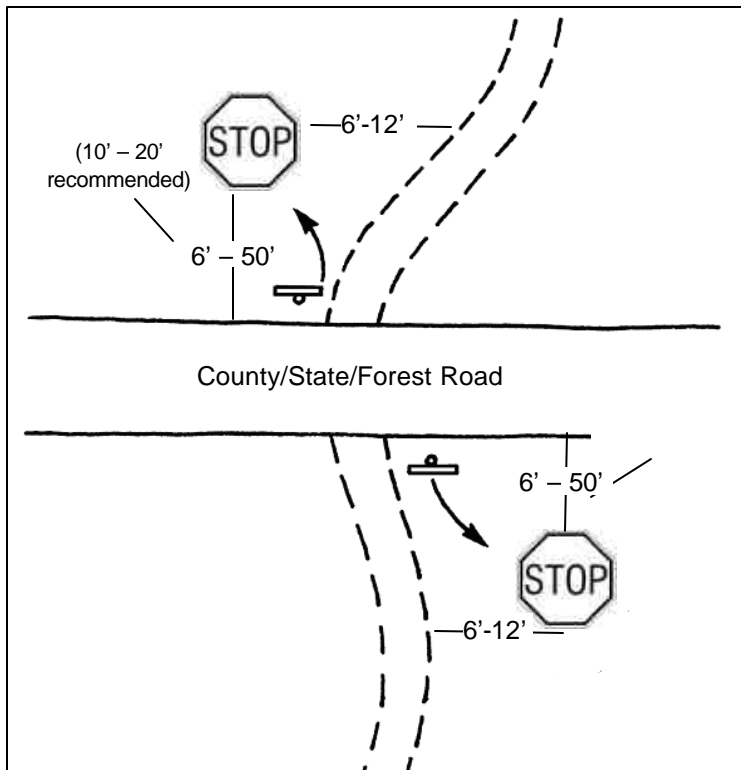 STOP
6’-12’
(10’ – 20’
recommended)
6’ – 50’
County/State/Forest Road
6’ – 50’
STOP
6’-12’